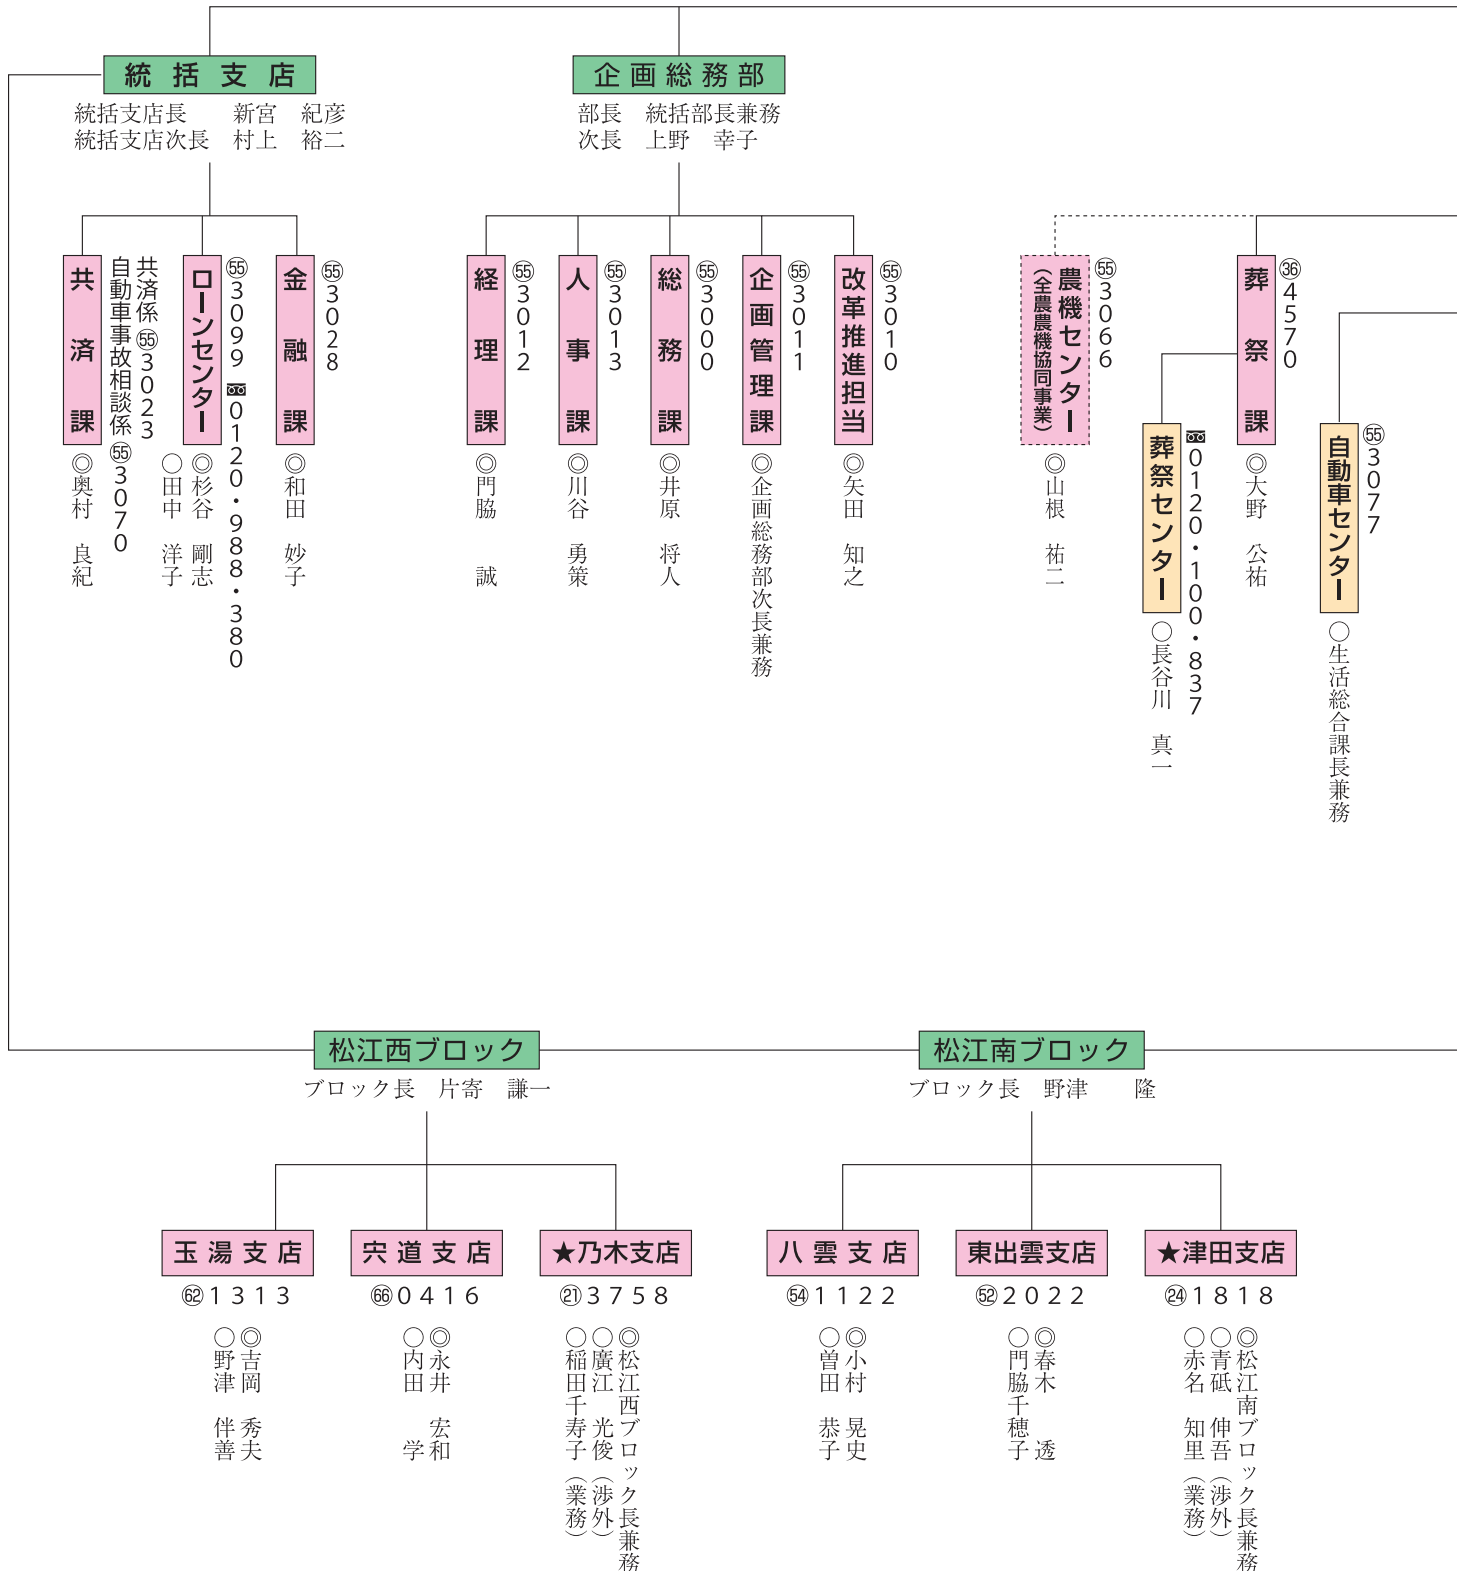 統括支店
統括支店長　新宮　紀彦
統括支店次長　村上　裕二
企画総務部
部長　統括部長兼務
次長　上野　幸子
共済課
共済係 ㊺3023
自動車事故相談係 ㊺3070
◎奥村　良紀
ローンセンター
㊺3099 0120・988・380
◎杉谷　剛志
○田中　洋子
金融課
㊺3028
◎和田　妙子
経理課
㊺3012
◎門脇　誠
人事課
㊺3013
◎川谷　勇策
総務課
㊺3000
◎井原　将人
企画管理課
㊺3011
◎企画総務部次長兼務
改革推進担当
㊺3010
◎矢田　知之
農機センター
（全農農機協同事業）
㊺3066
◎山根　祐二
葬祭課
㊱4570
◎大野　公祐
葬祭センター
0120・100・837
○長谷川　真一
自動車センター
㊺3077
○生活総合課長兼務
松江西ブロック
ブロック長　片寄　謙一
松江南ブロック
ブロック長　野津　隆
玉湯支店
62 1313
◎吉岡　秀夫
○野津　伴善
宍道支店
66 0416
◎永井　宏和
○内田　学
★乃木支店
㉑3758
◎松江西ブロック長兼務
○廣江　光俊（渉外）
○稲田千寿子（業務）
八雲支店
54 1122
◎小村　晃史
○曽田　恭子
東出雲支店
52 2022
◎春木　透
○門脇千穂子
★津田支店
㉔1818
◎松江南ブロック長兼務
○青砥　伸吾（渉外）
○赤名　知里（業務）